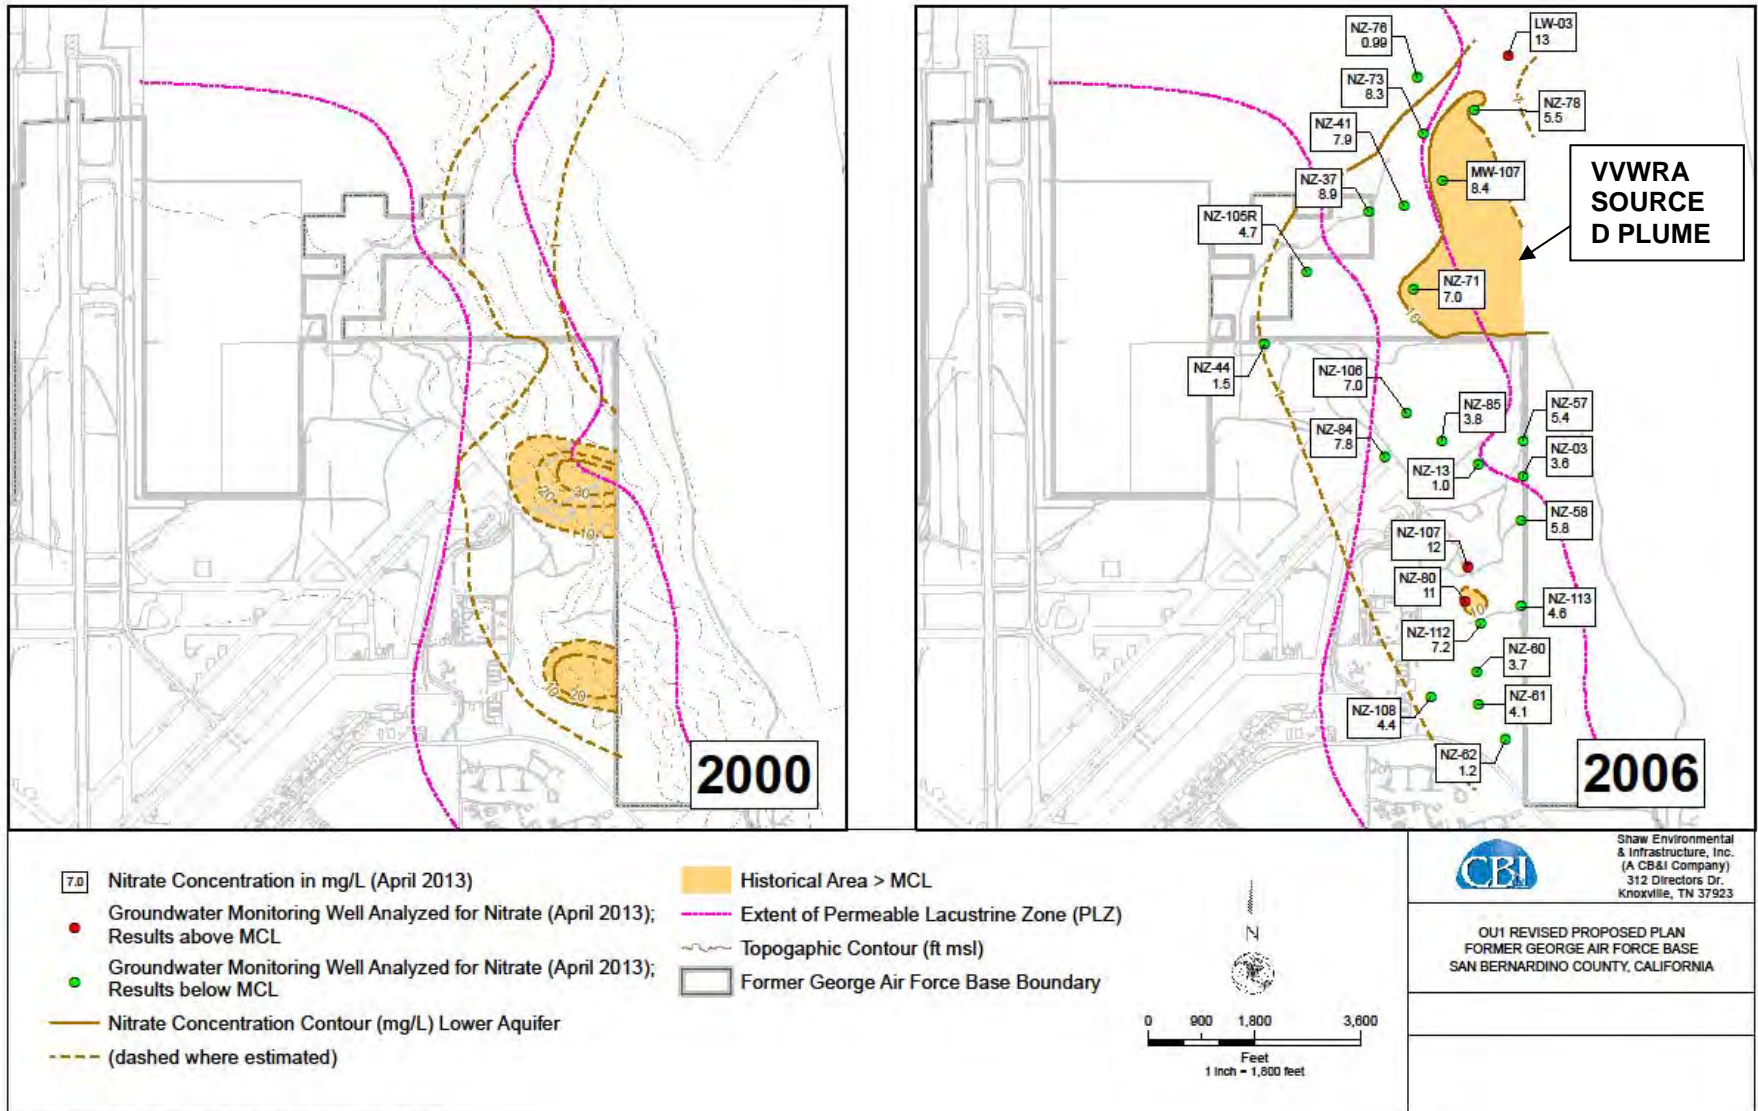 2000
-20-
-30-
-10-
10
-20-
NZ-76
0.99
LW-03
13
NZ-73
8.3
NZ-78
5.5
NZ-41
7.9
NZ-37
8.9
MW-107
8.4
VVWRA
SOURCE
D PLUME
NZ-105R
4.7
NZ-71
7.0
10
NZ-44
1.5
NZ-106
7.0
NZ-85
3.8
NZ-57
5.4
NZ-84
7.8
NZ-13
1.0
NZ-03
3.6
NZ-58
5.8
NZ-107
12
NZ-80
11
10
NZ-113
4.6
NZ-112
7.2
NZ-60
3.7
NZ-61
4.1
NZ-108
4.4
NZ-62
1.2
2006
7.0 Nitrate Concentration in mg/L (April 2013)
Groundwater Monitoring Well Analyzed for Nitrate (April 2013);
Results above MCL
Groundwater Monitoring Well Analyzed for Nitrate (April 2013);
Results below MCL
Nitrate Concentration Contour (mg/L) Lower Aquifer
(dashed where estimated)
Historical Area > MCL
Extent of Permeable Lacustrine Zone (PLZ)
Topogaphic Contour (ft msl)
Former George Air Force Base Boundary
N
0 900 1,800 3,600
Feet
1 inch = 1,800 feet
CBI
Shaw Environmental
& Infrastructure, Inc.
(A CB&I Company)
312 Directors Dr.
Knoxville, TN 37923
OU1 REVISED PROPOSED PLAN
FORMER GEORGE AIR FORCE BASE
SAN BERNARDINO COUNTY, CALIFORNIA